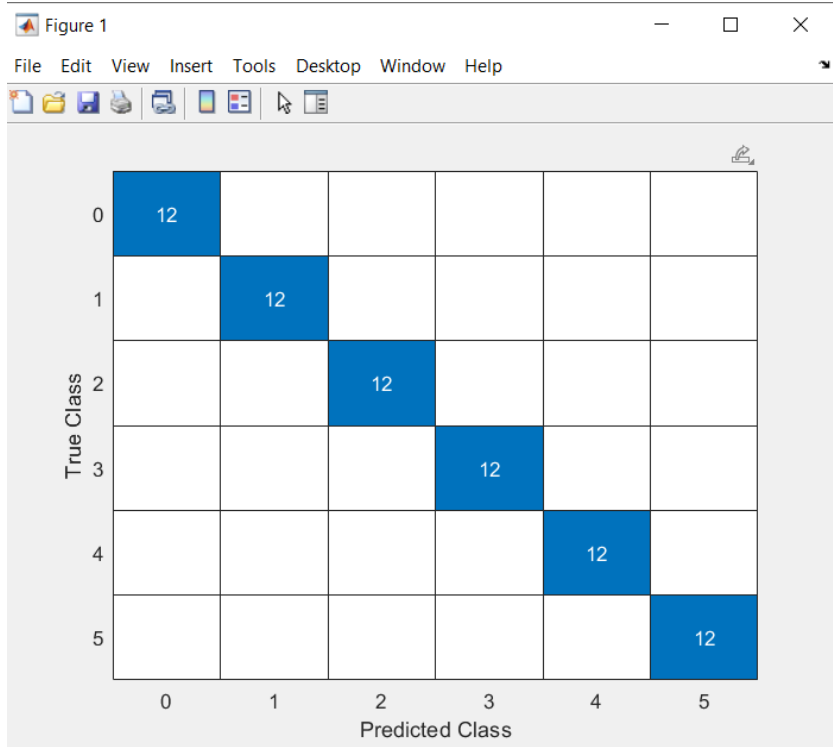 Figure 1
File Edit View Insert Tools Desktop Window Help
True Class
0 12
1 12
2 12
3 12
4 12
5 12
0 1 2 3 4 5
Predicted Class